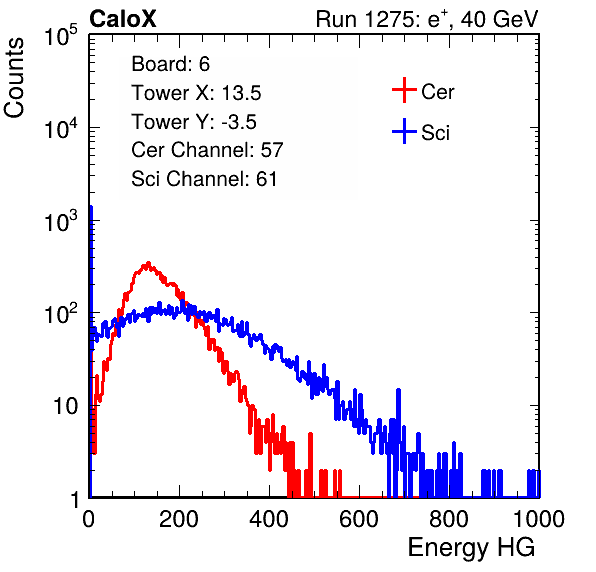 CaloX Run 1275: e⁺, 40 GeV
Board: 6
Tower X: 13.5
Tower Y: -3.5
Cer Channel: 57
Sci Channel: 61
Cer
Sci
Counts
10⁵
10⁴
10³
10²
10
1
0 200 400 600 800 1000
Energy HG